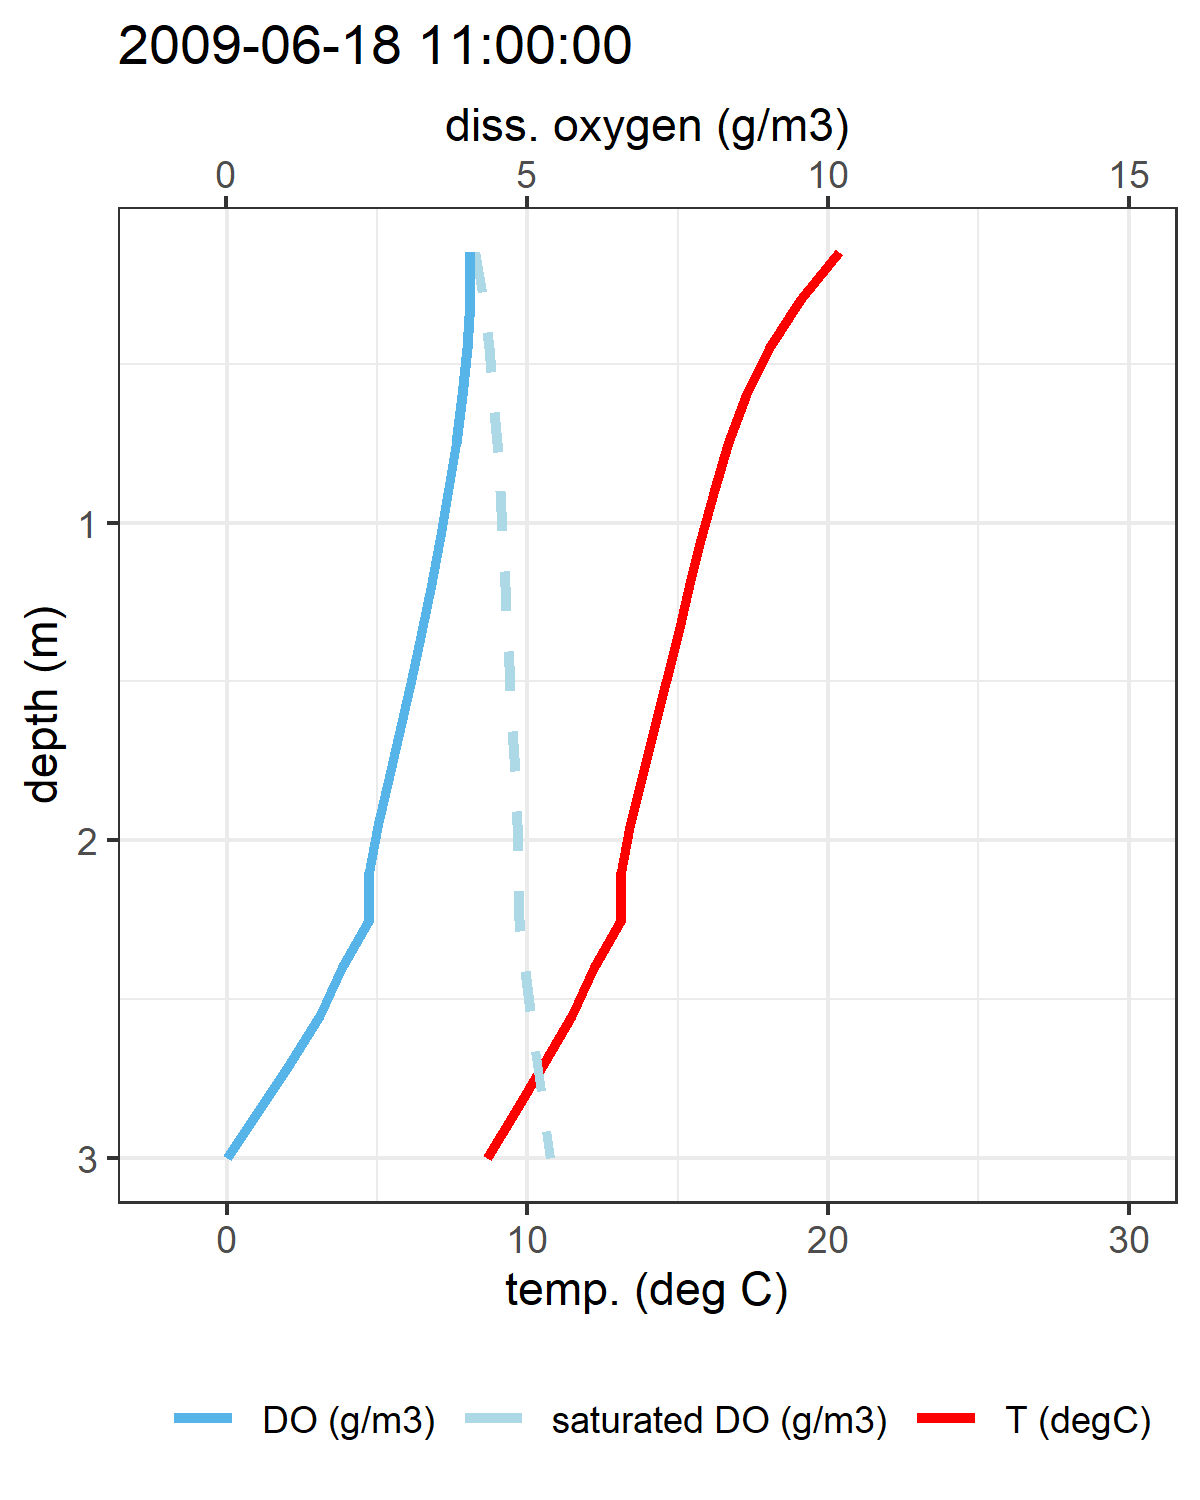 2009-06-18 11:00:00
diss. oxygen (g/m3)
0 5 10 15
depth (m)
1
2
3
0 10 20 30
temp. (deg C)
DO (g/m3) saturated DO (g/m3) T (degC)